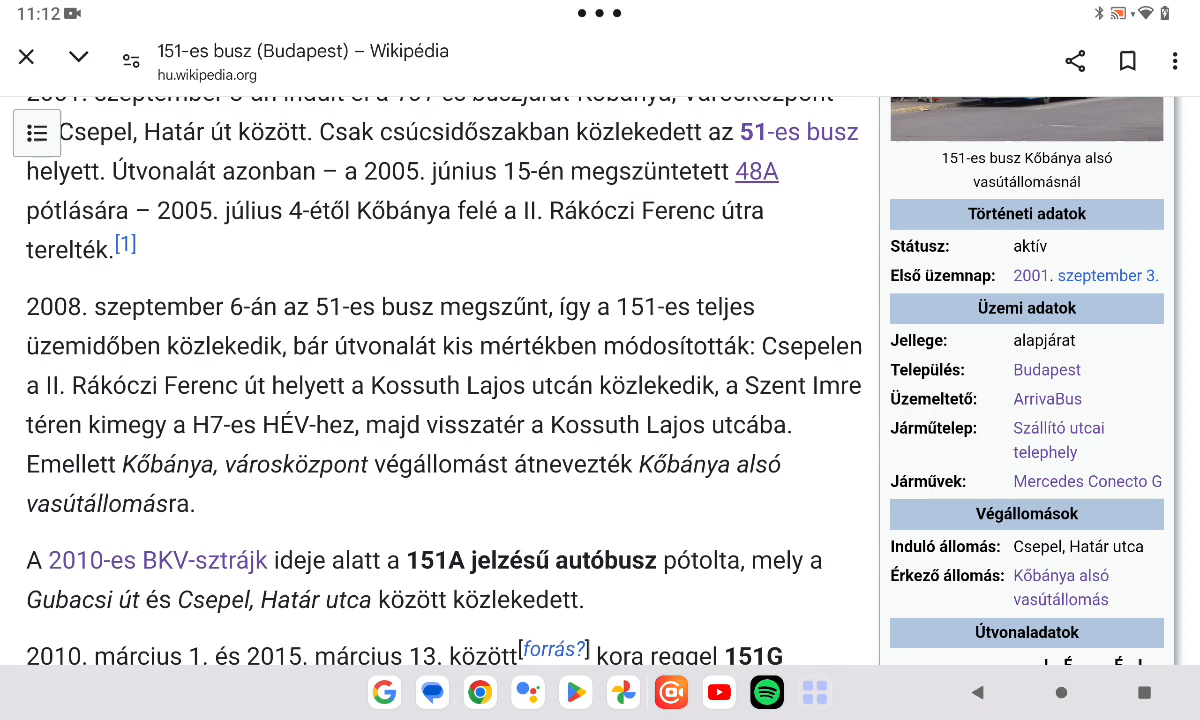 11:12
151-es busz (Budapest) – Wikipédia
hu.wikipedia.org
Csepel, Határ út között. Csak csúcsidőszakban közlekedett az 51-es busz
helyett. Útvonalát azonban – a 2005. június 15-én megszüntetett 48A
pótlására – 2005. július 4-étől Kőbánya felé a II. Rákóczi Ferenc útra
terelték.[1]
2008. szeptember 6-án az 51-es busz megszűnt, így a 151-es teljes
üzemidőben közlekedik, bár útvonalát kis mértékben módosították: Csepelen
a II. Rákóczi Ferenc út helyett a Kossuth Lajos utcán közlekedik, a Szent Imre
téren kimegy a H7-es HÉV-hez, majd visszatér a Kossuth Lajos utcába.
Emellett Kőbánya, városközpont végállomást átnevezték Kőbánya alsó
vasútállomásra.
A 2010-es BKV-sztrájk ideje alatt a 151A jelzésű autóbusz pótolta, mely a
Gubacsi út és Csepel, Határ utca között közlekedett.
2010. március 1. és 2015. március 13. között[forrás?] kora reggel 151G
151-es busz Kőbánya alsó
vasútállomásnál
Történeti adatok
Státusz: aktív
Első üzemnap: 2001. szeptember 3.
Üzemi adatok
Jellege: alapjárat
Település: Budapest
Üzemeltető: ArrivaBus
Járműtelep: Szállító utcai
telephely
Járművek: Mercedes Conecto G
Végállomások
Induló állomás: Csepel, Határ utca
Érkező állomás: Kőbánya alsó
vasútállomás
Útvonaladatok